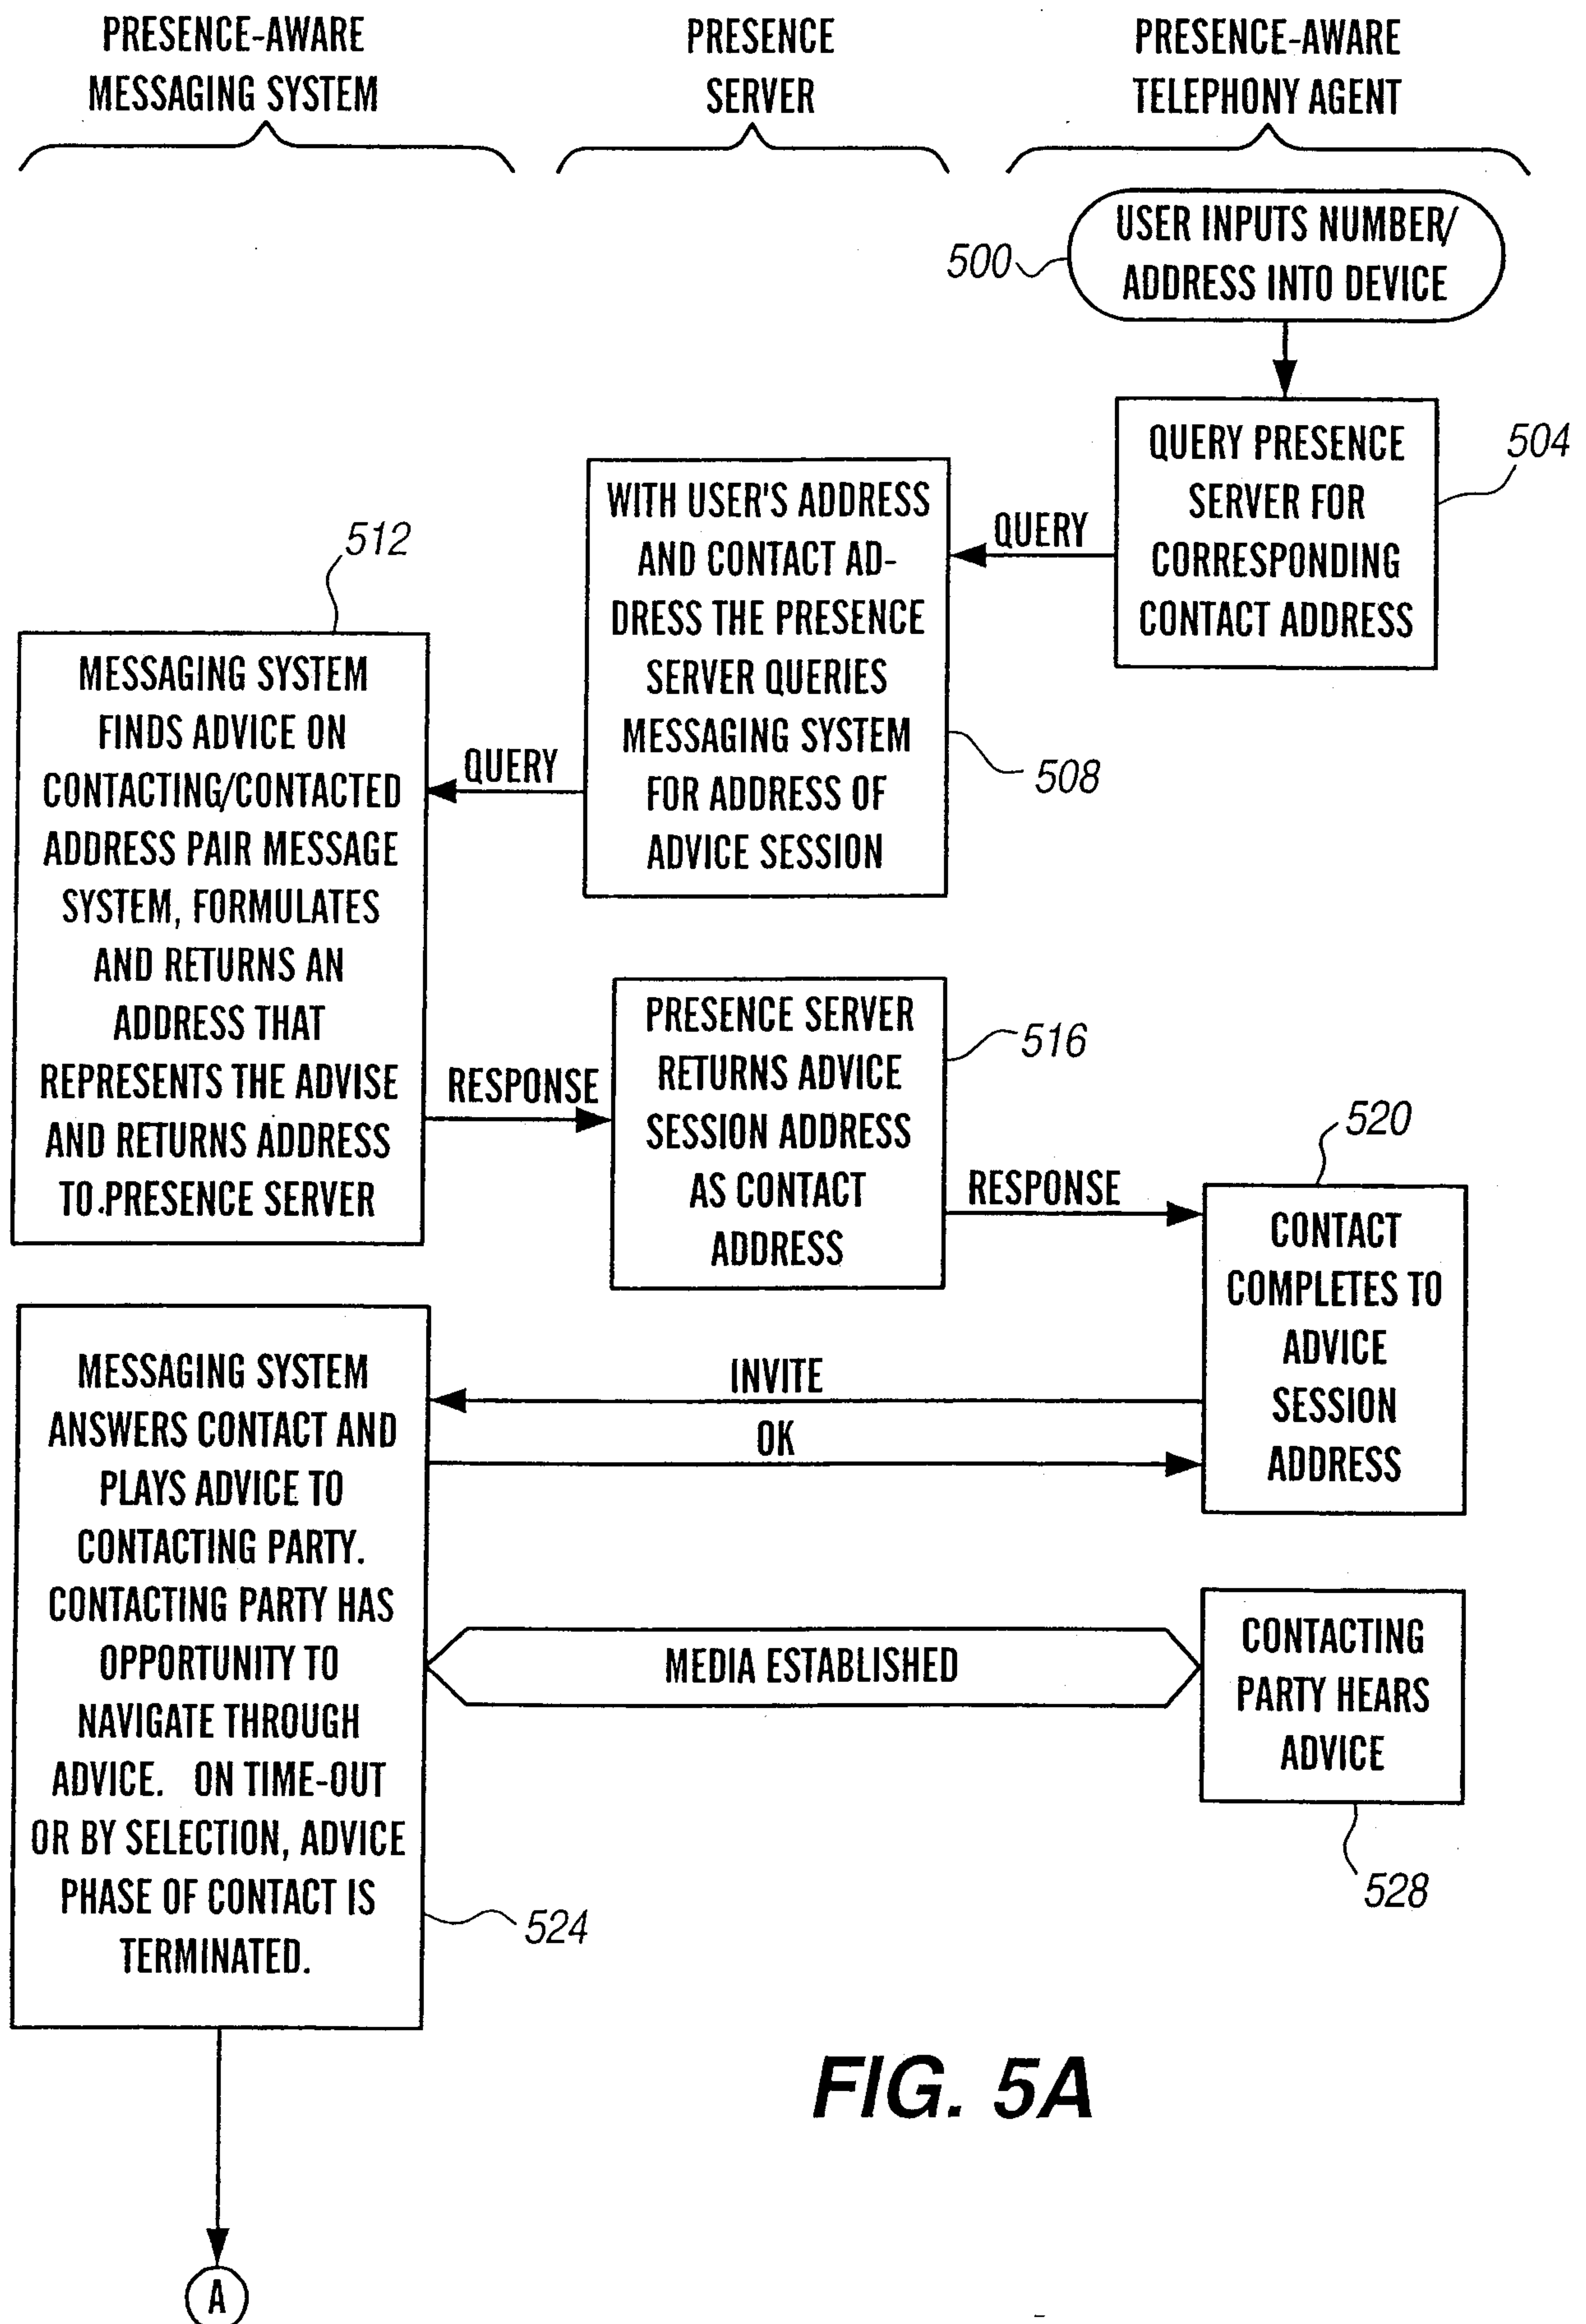 PRESENCE-AWARE
MESSAGING SYSTEM
PRESENCE
SERVER
PRESENCE-AWARE
TELEPHONY AGENT
500
USER INPUTS NUMBER/
ADDRESS INTO DEVICE
504
QUERY PRESENCE
SERVER FOR
CORRESPONDING
CONTACT ADDRESS
QUERY
WITH USER'S ADDRESS
AND CONTACT AD-
DRESS THE PRESENCE
SERVER QUERIES
MESSAGING SYSTEM
FOR ADDRESS OF
ADVICE SESSION
508
QUERY
512
MESSAGING SYSTEM
FINDS ADVICE ON
CONTACTING/CONTACTED
ADDRESS PAIR MESSAGE
SYSTEM, FORMULATES
AND RETURNS AN
ADDRESS THAT
REPRESENTS THE ADVISE
AND RETURNS ADDRESS
TO.PRESENCE SERVER
RESPONSE
PRESENCE SERVER
RETURNS ADVICE
SESSION ADDRESS
AS CONTACT
ADDRESS
516
RESPONSE
520
CONTACT
COMPLETES TO
ADVICE
SESSION
ADDRESS
INVITE
OK
MESSAGING SYSTEM
ANSWERS CONTACT AND
PLAYS ADVICE TO
CONTACTING PARTY.
CONTACTING PARTY HAS
OPPORTUNITY TO
NAVIGATE THROUGH
ADVICE. ON TIME-OUT
OR BY SELECTION, ADVICE
PHASE OF CONTACT IS
TERMINATED.
524
MEDIA ESTABLISHED
CONTACTING
PARTY HEARS
ADVICE
528
FIG. 5A
A